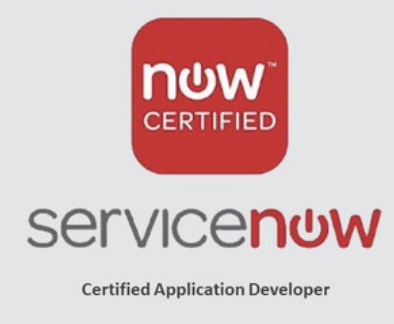 now™
CERTIFIED
servicenow
Certified Application Developer